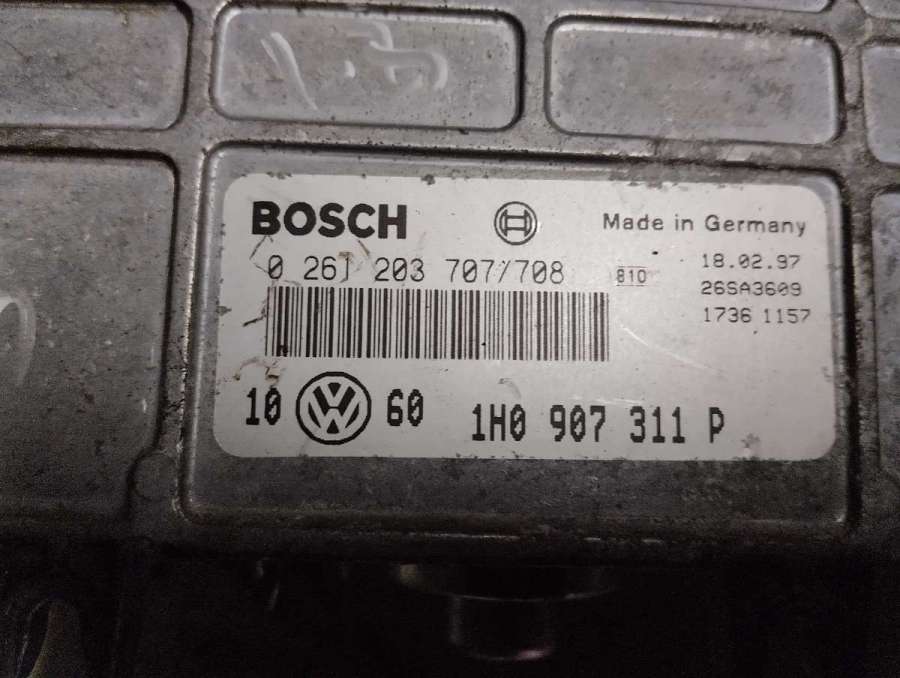 BOSCH
Made in Germany
0 261 203 707/708
810
18.02.97
26SA3609
1736 1157
10 60
1H0 907 311 P